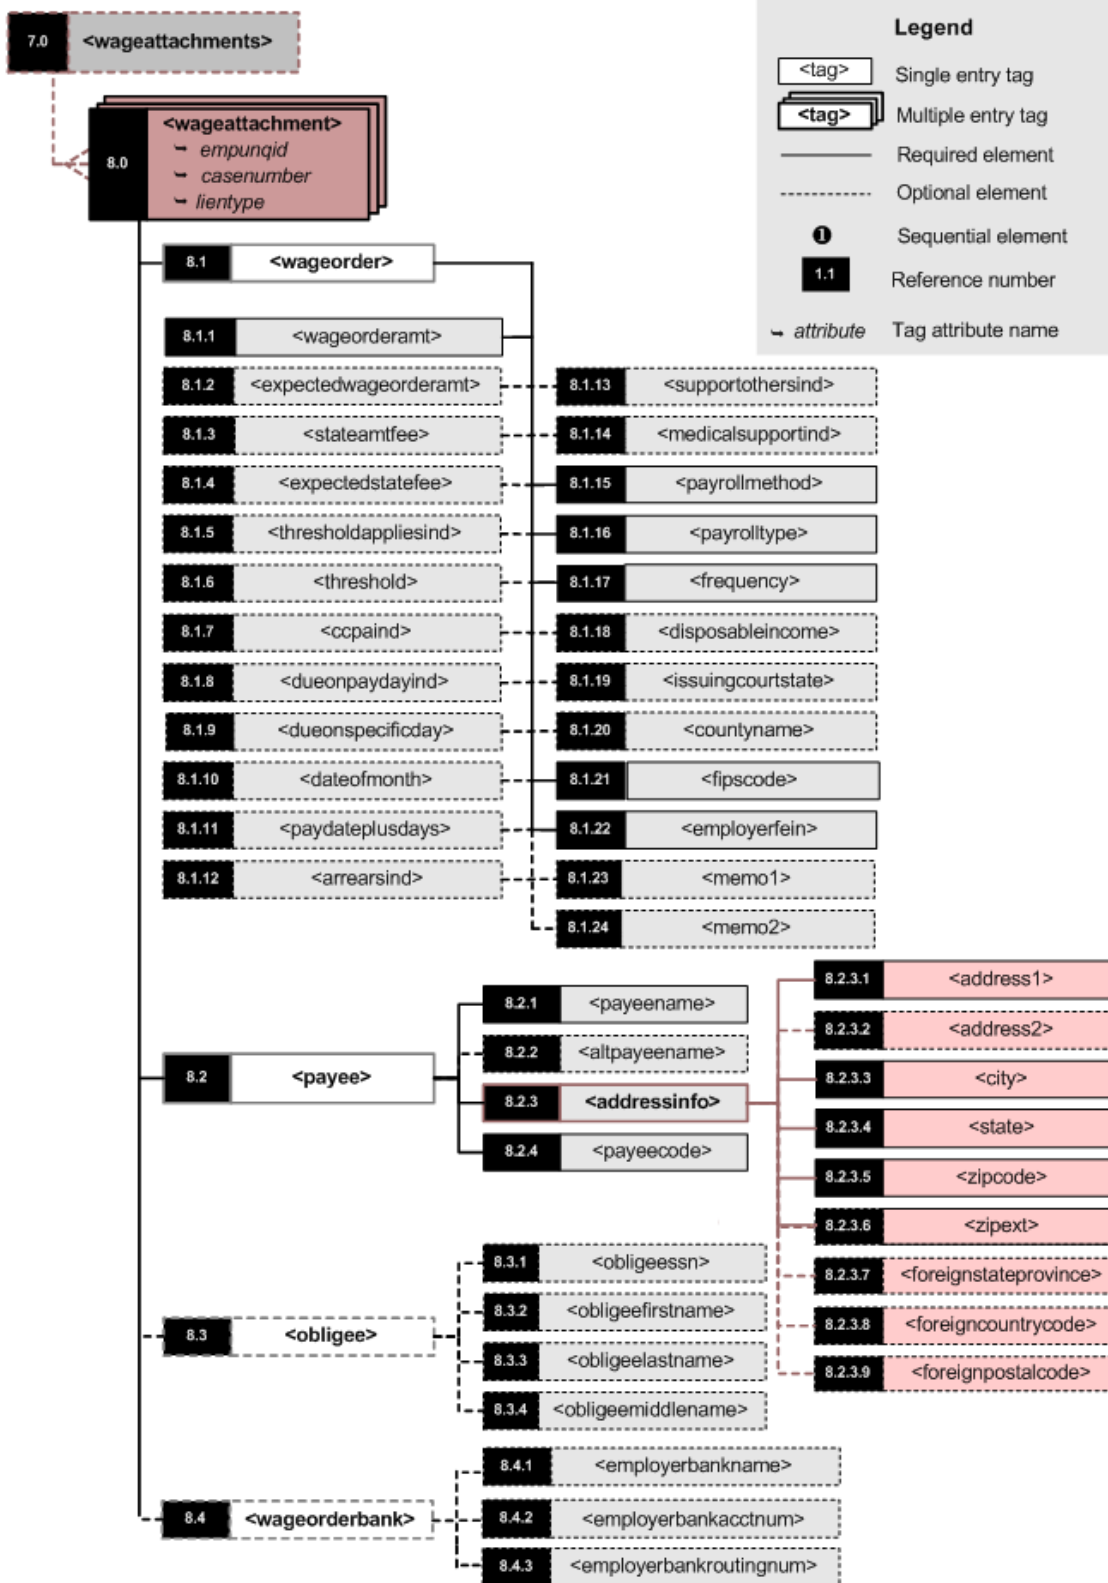 7.0 <wageattachments>
8.0 <wageattachment>
empunqid
casenumber
lientype
Legend
<tag> Single entry tag
<tag> Multiple entry tag
Required element
Optional element
1 Sequential element
1.1 Reference number
attribute Tag attribute name
8.1 <wageorder>
8.1.1 <wageorderamt>
8.1.2 <expectedwageorderamt>
8.1.3 <stateamtfee>
8.1.4 <expectedstatefee>
8.1.5 <thresholdappliesind>
8.1.6 <threshold>
8.1.7 <ccpaind>
8.1.8 <dueonpaydayind>
8.1.9 <dueonspecificday>
8.1.10 <dateofmonth>
8.1.11 <paydateplusdays>
8.1.12 <arrearsind>
8.1.13 <supportothersind>
8.1.14 <medicalsupportind>
8.1.15 <payrollmethod>
8.1.16 <payrolltype>
8.1.17 <frequency>
8.1.18 <disposableincome>
8.1.19 <issuingcourtstate>
8.1.20 <countyname>
8.1.21 <fipscode>
8.1.22 <employerfein>
8.1.23 <memo1>
8.1.24 <memo2>
8.2 <payee>
8.2.1 <payeename>
8.2.2 <altpayeename>
8.2.3 <addressinfo>
8.2.4 <payeecode>
8.2.3.1 <address1>
8.2.3.2 <address2>
8.2.3.3 <city>
8.2.3.4 <state>
8.2.3.5 <zipcode>
8.2.3.6 <zipext>
8.2.3.7 <foreignstateprovince>
8.2.3.8 <foreigncountrycode>
8.2.3.9 <foreignpostalcode>
8.3 <obligee>
8.3.1 <obligeessn>
8.3.2 <obligeefirstname>
8.3.3 <obligeelastname>
8.3.4 <obligeemiddlename>
8.4 <wageorderbank>
8.4.1 <employerbankname>
8.4.2 <employerbankacctnum>
8.4.3 <employerbankroutingnum>